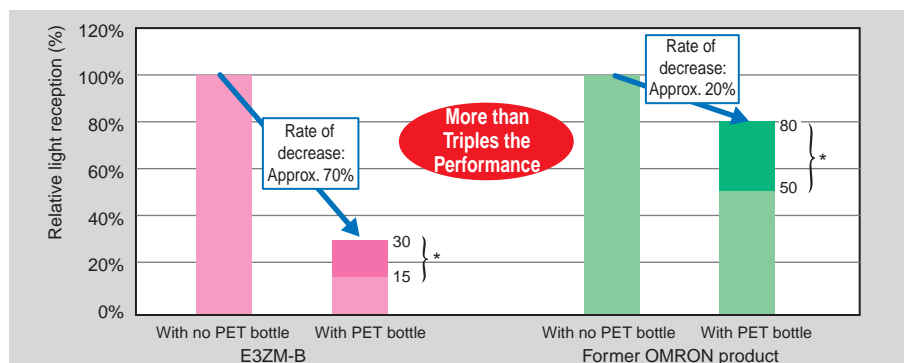 Relative light reception (%)
120%
100%
80%
60%
40%
20%
0%
Rate of
decrease:
Approx. 70%
30
15
*
More than
Triples the
Performance
Rate of
decrease:
Approx. 20%
80
50
*
With no PET bottle
With PET bottle
With no PET bottle
With PET bottle
E3ZM-B
Former OMRON product